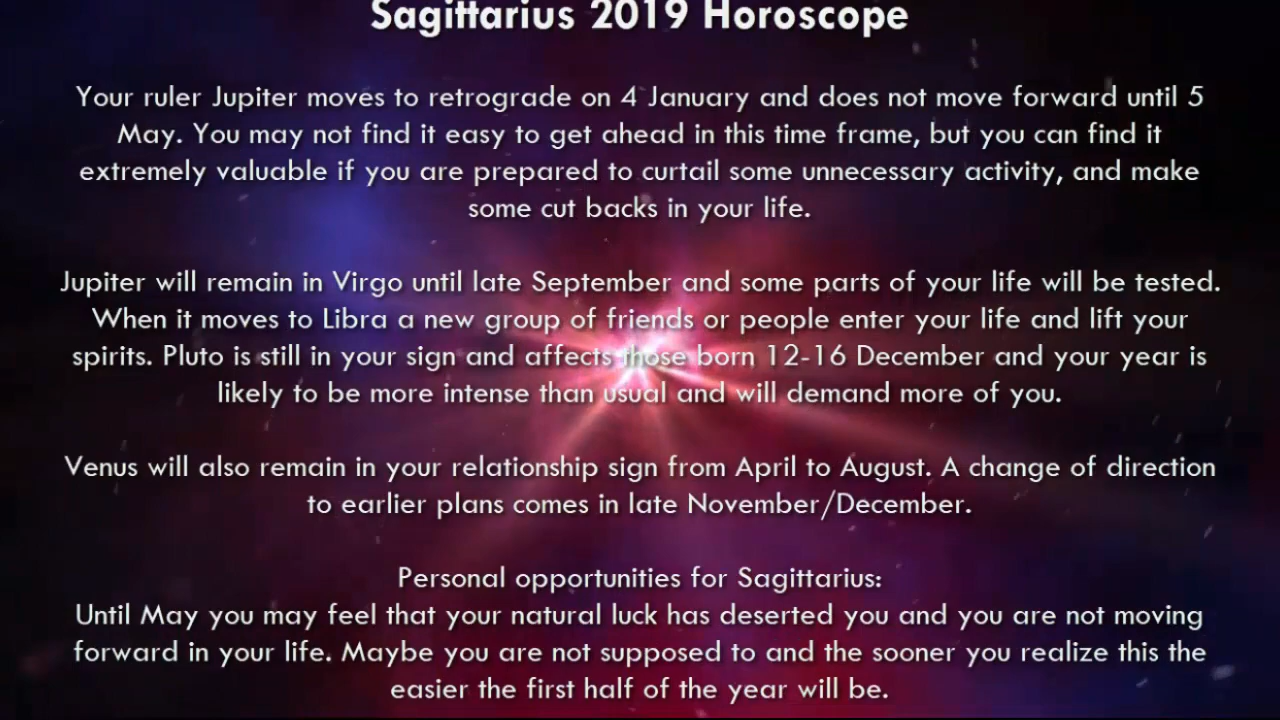 Sagittarius 2019 Horoscope
Your ruler Jupiter moves to retrograde on 4 January and does not move forward until 5
May. You may not find it easy to get ahead in this time frame, but you can find it
extremely valuable if you are prepared to curtail some unnecessary activity, and make
some cut backs in your life.
Jupiter will remain in Virgo until late September and some parts of your life will be tested.
When it moves to Libra a new group of friends or people enter your life and lift your
spirits. Pluto is still in your sign and affects those born 12-16 December and your year is
likely to be more intense than usual and will demand more of you.
Venus will also remain in your relationship sign from April to August. A change of direction
to earlier plans comes in late November/December.
Personal opportunities for Sagittarius:
Until May you may feel that your natural luck has deserted you and you are not moving
forward in your life. Maybe you are not supposed to and the sooner you realize this the
easier the first half of the year will be.